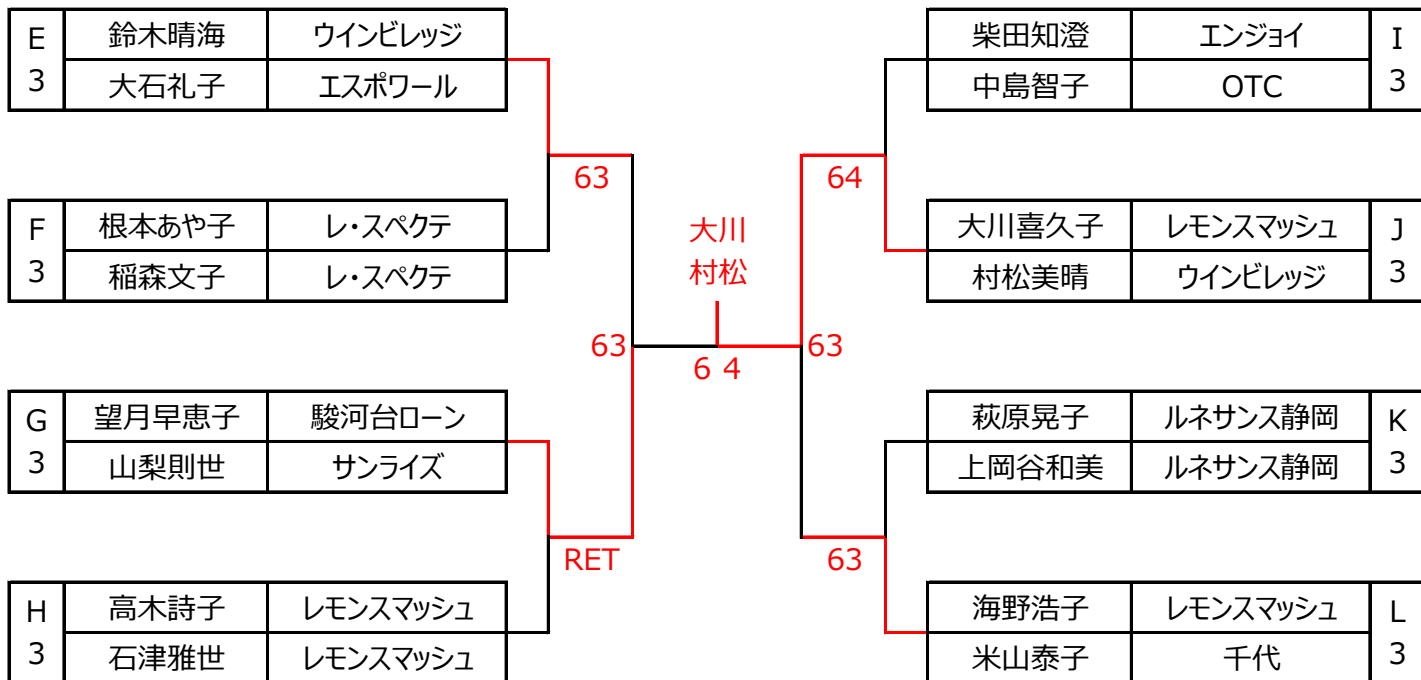 E 鈴木晴海 ウインビレッジ
3 大石礼子 エスポワール
63
F 根本あや子 レ・スペクテ
3 稲森文子 レ・スペクテ
63
G 望月早恵子 駿河台ローン
3 山梨則世 サンライズ
RET
H 高木詩子 レモンスマッシュ
3 石津雅世 レモンスマッシュ
大川
村松
6 4
柴田知澄 エンジョイ I
中島智子 OTC 3
64
大川喜久子 レモンスマッシュ J
村松美晴 ウインビレッジ 3
63
萩原晃子 ルネサンス静岡 K
上岡谷和美 ルネサンス静岡 3
63
海野浩子 レモンスマッシュ L
米山泰子 千代 3